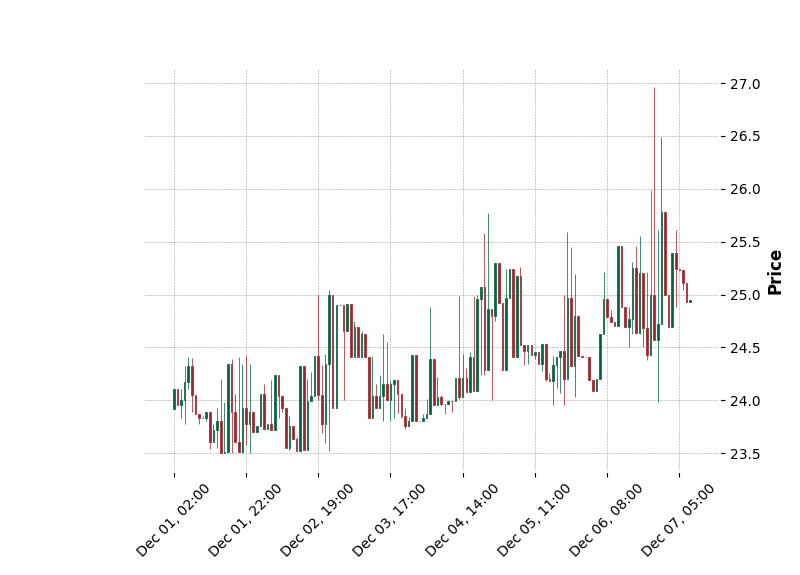 27.0
26.5
26.0
25.5
25.0
24.5
24.0
23.5
Price
Dec 01, 02:00
Dec 01, 22:00
Dec 02, 19:00
Dec 03, 17:00
Dec 04, 14:00
Dec 05, 11:00
Dec 06, 08:00
Dec 07, 05:00